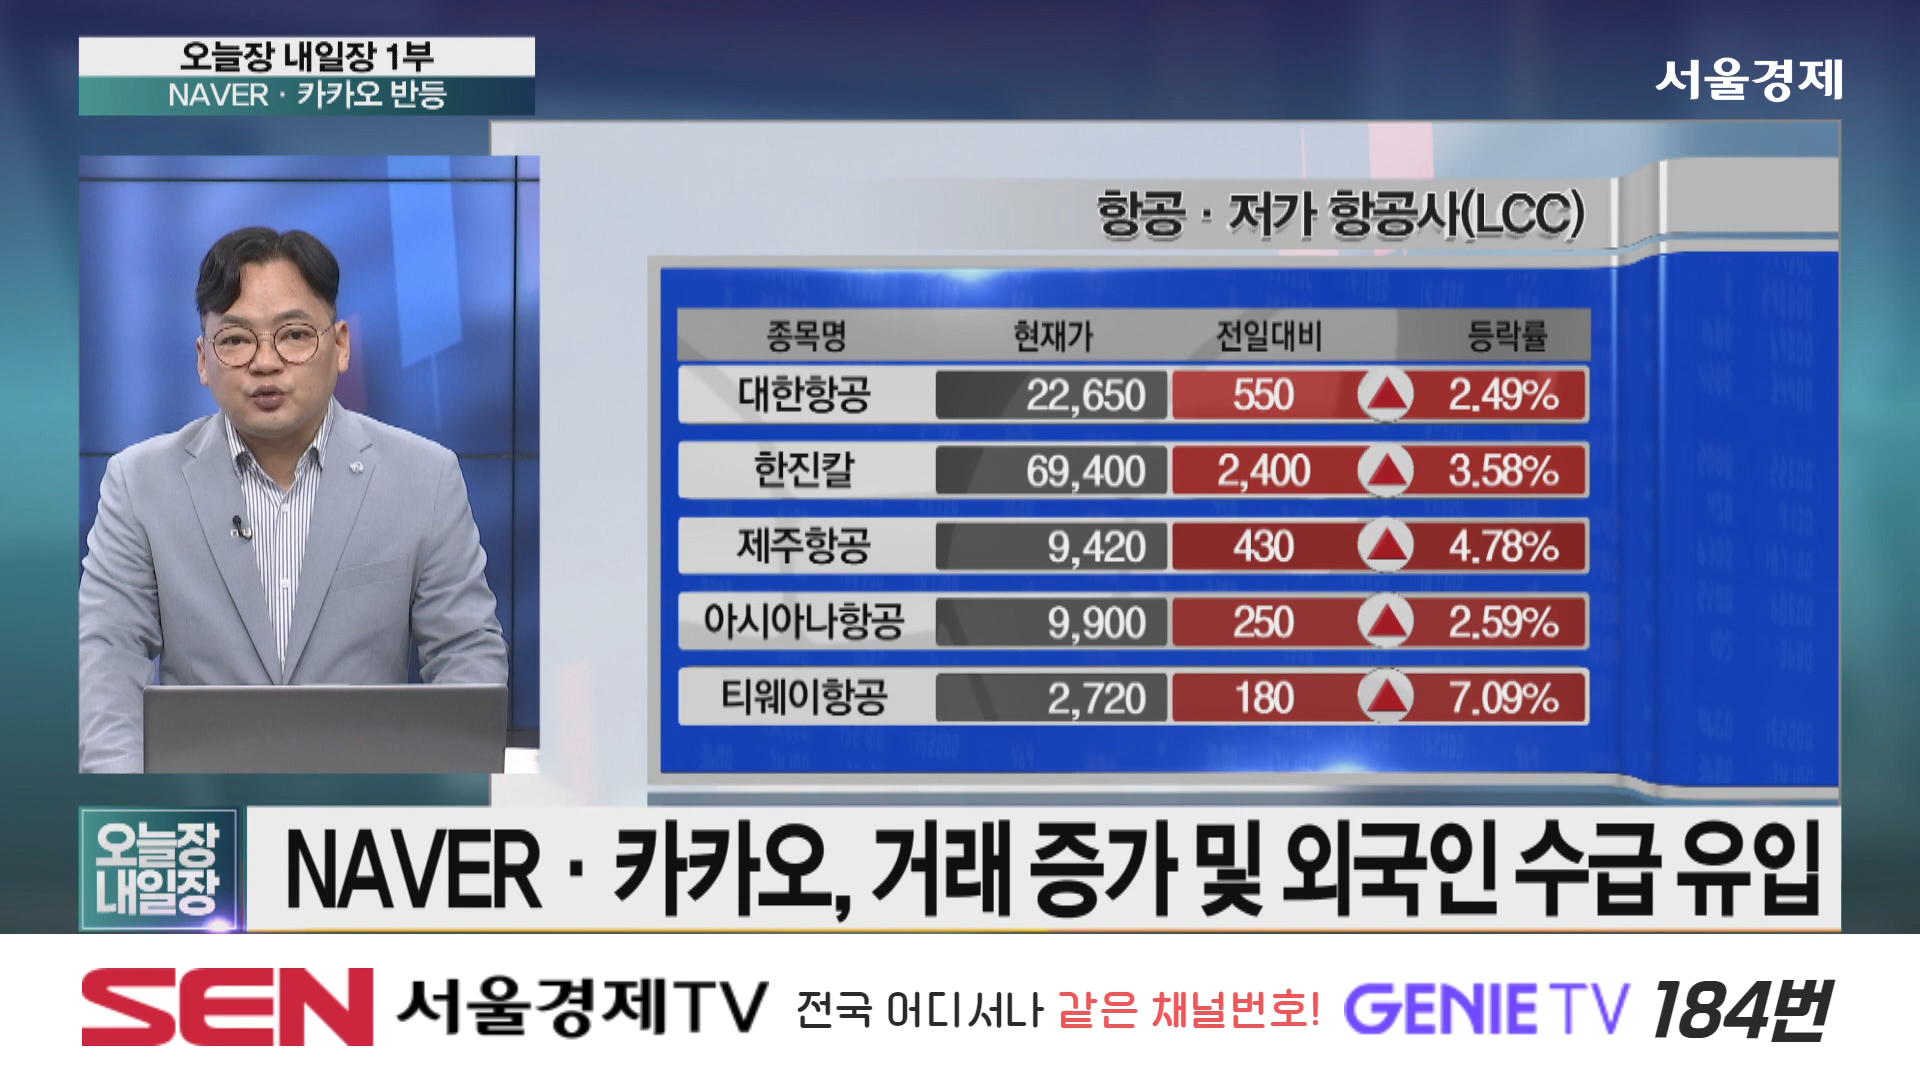 오늘장 내일장 1부
NAVER · 카카오 반등
서울경제
항공 · 저가 항공사(LCC)
종목명 현재가 전일대비 등락률
대한항공 22,650 550 ▲ 2.49%
한진칼 69,400 2,400 ▲ 3.58%
제주항공 9,420 430 ▲ 4.78%
아시아나항공 9,900 250 ▲ 2.59%
티웨이항공 2,720 180 ▲ 7.09%
오늘장
내일장
NAVER · 카카오, 거래 증가 및 외국인 수급 유입
SEN 서울경제TV 전국 어디서나 같은 채널번호! GENIE TV 184번